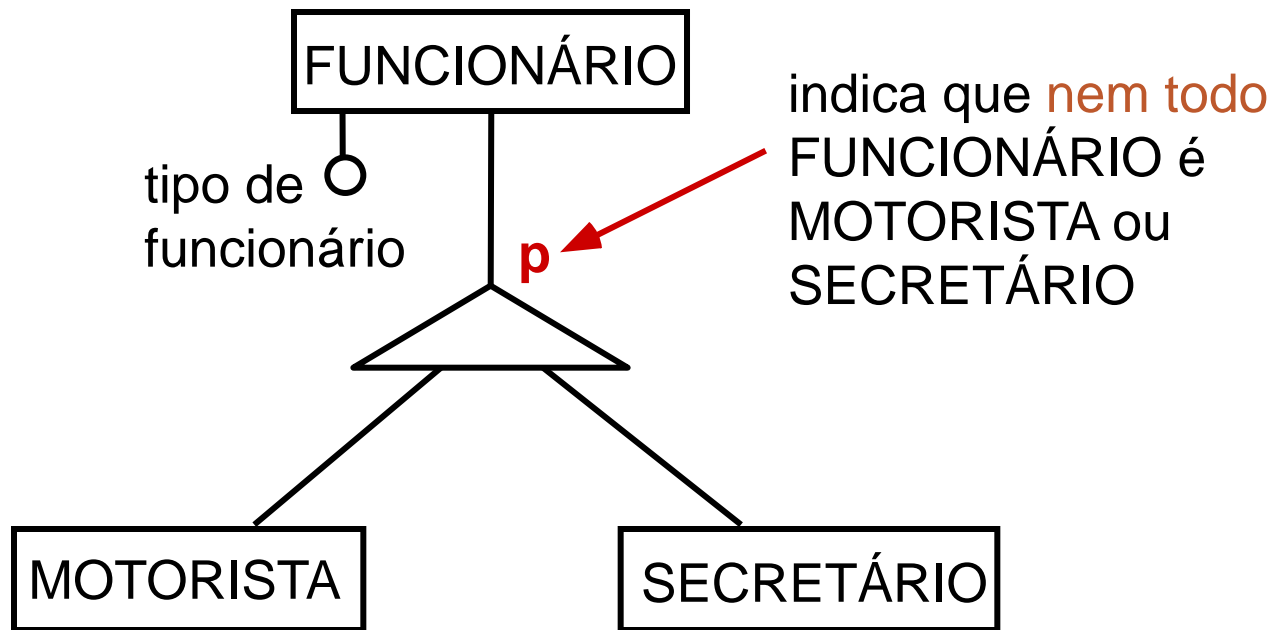 FUNCIONÁRIO
tipo de
funcionário
p
indica que nem todo
FUNCIONÁRIO é
MOTORISTA ou
SECRETÁRIO
MOTORISTA
SECRETÁRIO